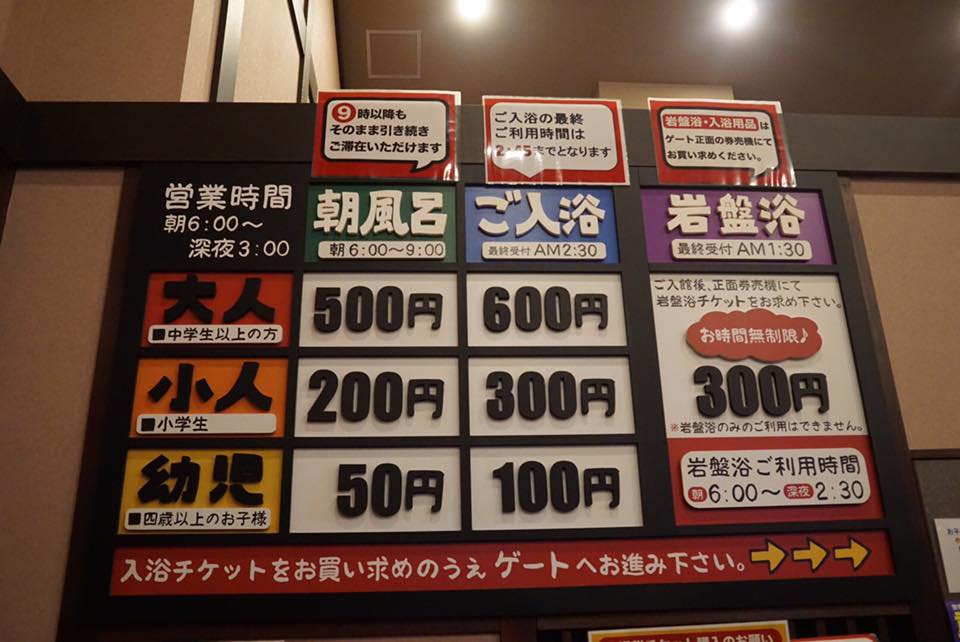 9時以降も
そのまま引き続き
ご滞在いただけます
ご入浴の最終
ご利用時間は
2:45までとなります
岩盤浴・入浴用品は
ゲート正面の券売機にて
お買い求めください。
営業時間
朝6:00～
深夜3:00
朝風呂
朝6:00～9:00
ご入浴
最終受付 AM2:30
岩盤浴
最終受付 AM1:30
大人
■中学生以上の方
500円
600円
小人
■小学生
200円
300円
幼児
■四歳以上のお子様
50円
100円
ご入館後、正面券売機にて
岩盤浴チケットをお求め下さい。
お時間無制限♪
300円
※岩盤浴のみのご利用はできません。
岩盤浴ご利用時間
朝6:00～深夜2:30
入浴チケットをお買い求めのうえ ゲートへお進み下さい。